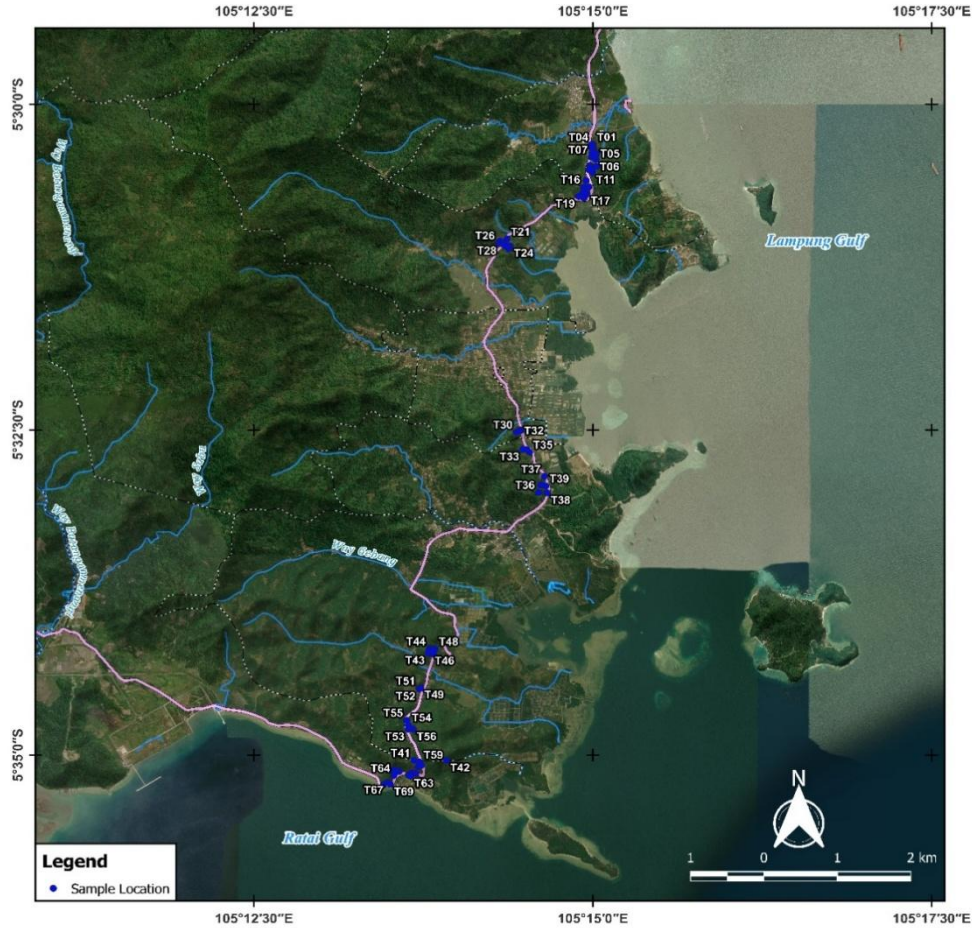 105°12'30"E 105°15'0"E 105°17'30"E
5°30'0"S
T04 T01
T07 T05
T06
T16 T11
T19 T17
T21
T26
T28 T24
Lampung Gulf
5°32'30"S
T30 T32
T35
T33
T37
T39
T36
T38
Way Sabu
Way Gebang
T44 T48
T43 T46
T51
T49
T52
T55
T54
T53 T56
5°35'0"S
T41 T59
T42
T64
T63
T67 T69
Ratai Gulf
N
Legend
Sample Location
1 0 1 2 km
105°12'30"E 105°15'0"E 105°17'30"E